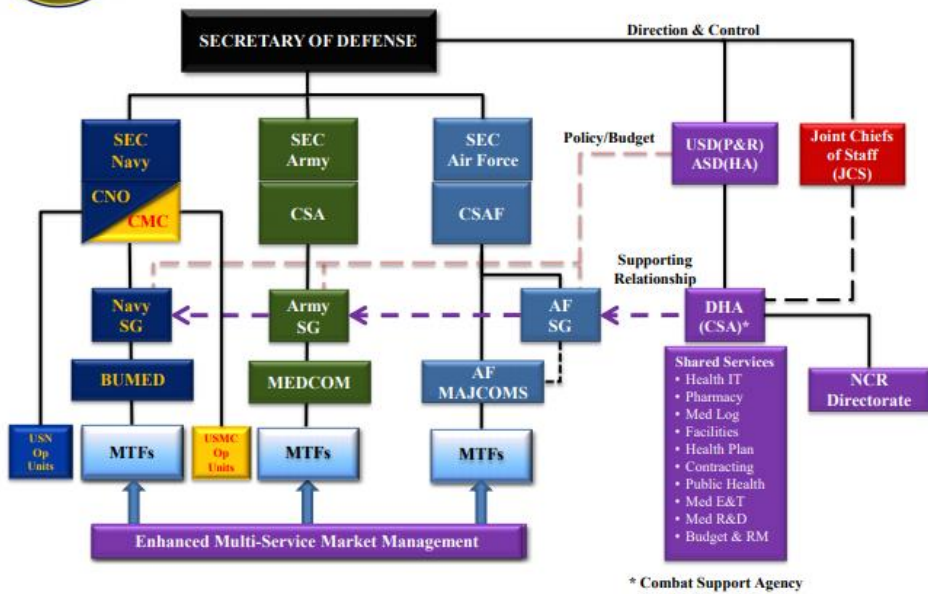 SECRETARY OF DEFENSE
Direction & Control
SEC
Navy
SEC
Army
SEC
Air Force
Policy/Budget
USD(P&R)
ASD(HA)
Joint Chiefs
of Staff
(JCS)
CNO
CMC
CSA
CSAF
Supporting
Relationship
Navy
SG
Army
SG
AF
SG
DHA
(CSA)*
BUMED
MEDCOM
AF
MAJCOMS
Shared Services
• Health IT
• Pharmacy
• Med Log
• Facilities
• Health Plan
• Contracting
• Public Health
• Med E&T
• Med R&D
• Budget & RM
NCR
Directorate
USN
Op
Units
MTFs
USMC
Op
Units
MTFs
MTFs
Enhanced Multi-Service Market Management
* Combat Support Agency